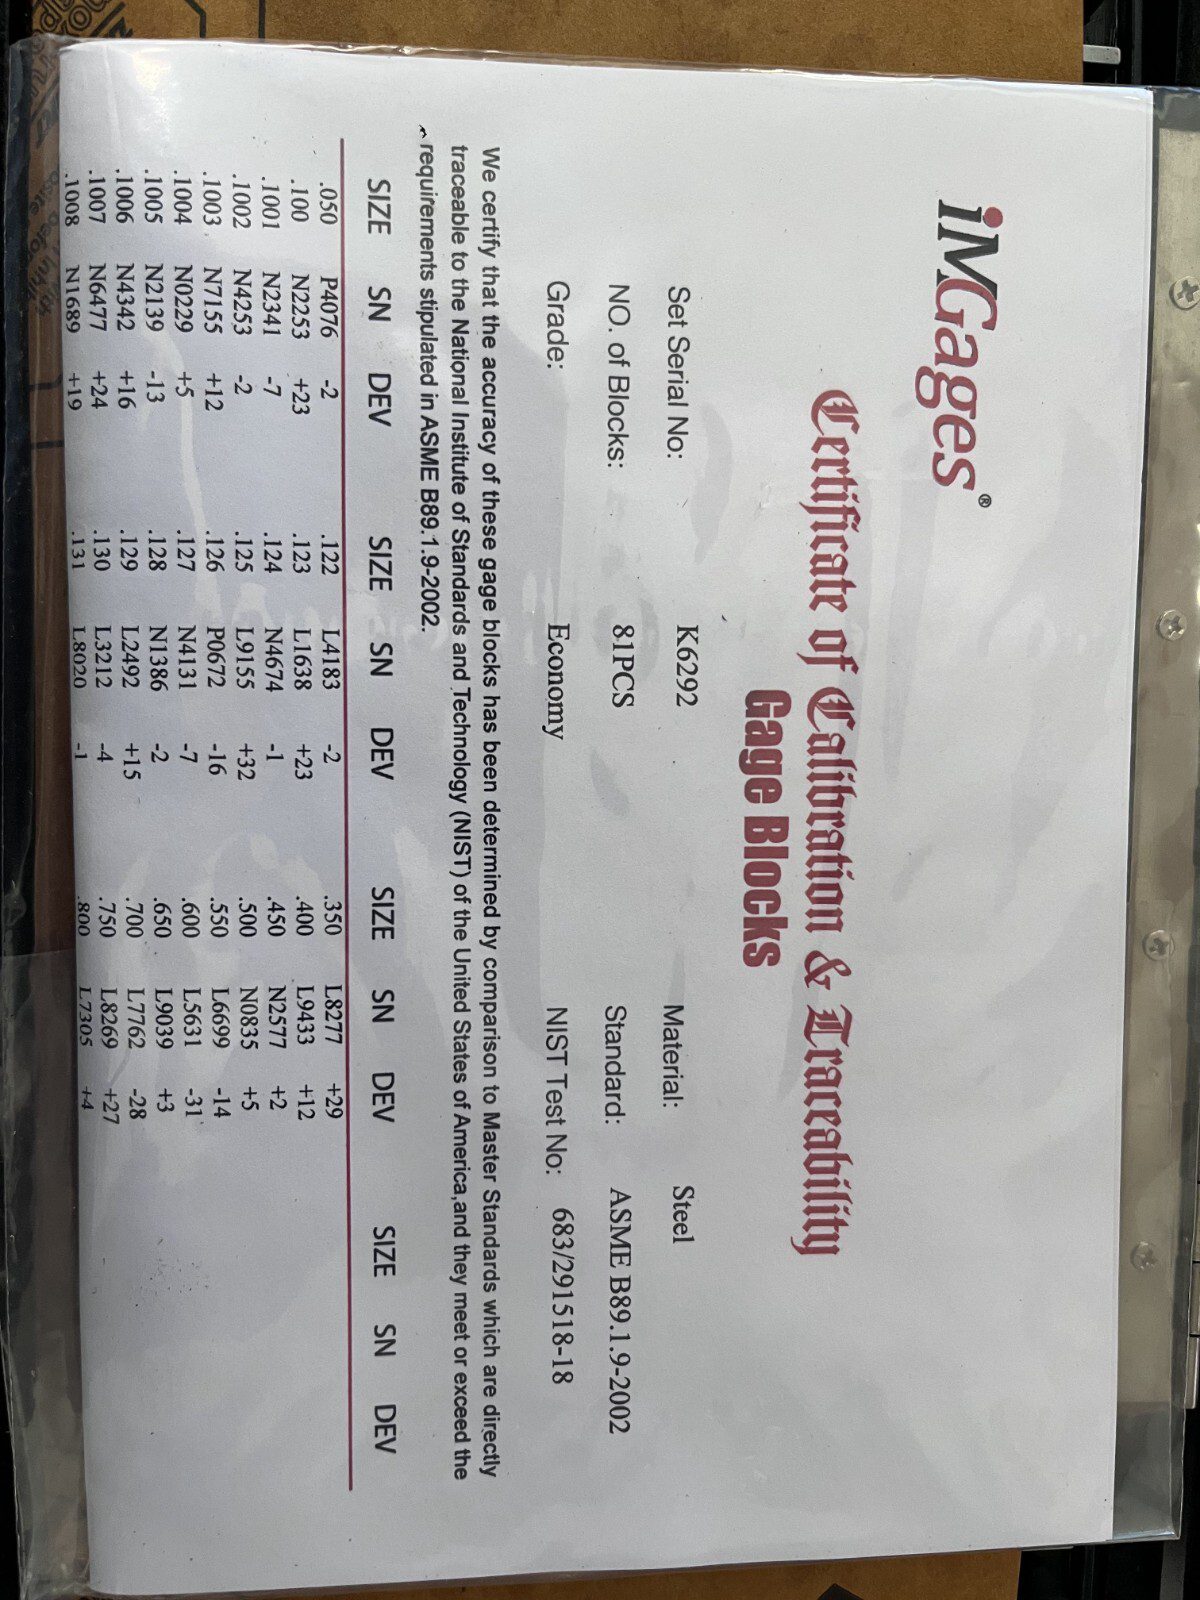 iMGages®
Certificate of Calibration & Traceability
Gage Blocks
Set Serial No: K6292 Material: Steel
NO. of Blocks: 81PCS Standard: ASME B89.1.9-2002
Grade: Economy NIST Test No: 683/291518-18
We certify that the accuracy of these gage blocks has been determined by comparison to Master Standards which are directly
traceable to the National Institute of Standards and Technology (NIST) of the United States of America,and they meet or exceed the
requirements stipulated in ASME B89.1.9-2002.
SIZE SN DEV SIZE SN DEV SIZE SN DEV SIZE SN DEV
.050 P4076 -2 .122 L4183 -2 .350 L8277 +29
.100 N2253 +23 .123 L1638 +23 .400 L9433 +12
.1001 N2341 -7 .124 N4674 -1 .450 N2577 +2
.1002 N4253 -2 .125 L9155 +32 .500 N0835 +5
.1003 N7155 +12 .126 P0672 -16 .550 L6699 -14
.1004 N0229 +5 .127 N4131 -7 .600 L5631 -31
.1005 N2139 -13 .128 N1386 -2 .650 L9039 +3
.1006 N4342 +16 .129 L2492 +15 .700 L7762 -28
.1007 N6477 +24 .130 L3212 -4 .750 L8269 +27
.1008 N1689 +19 .131 L8020 -1 .800 L7305 +4